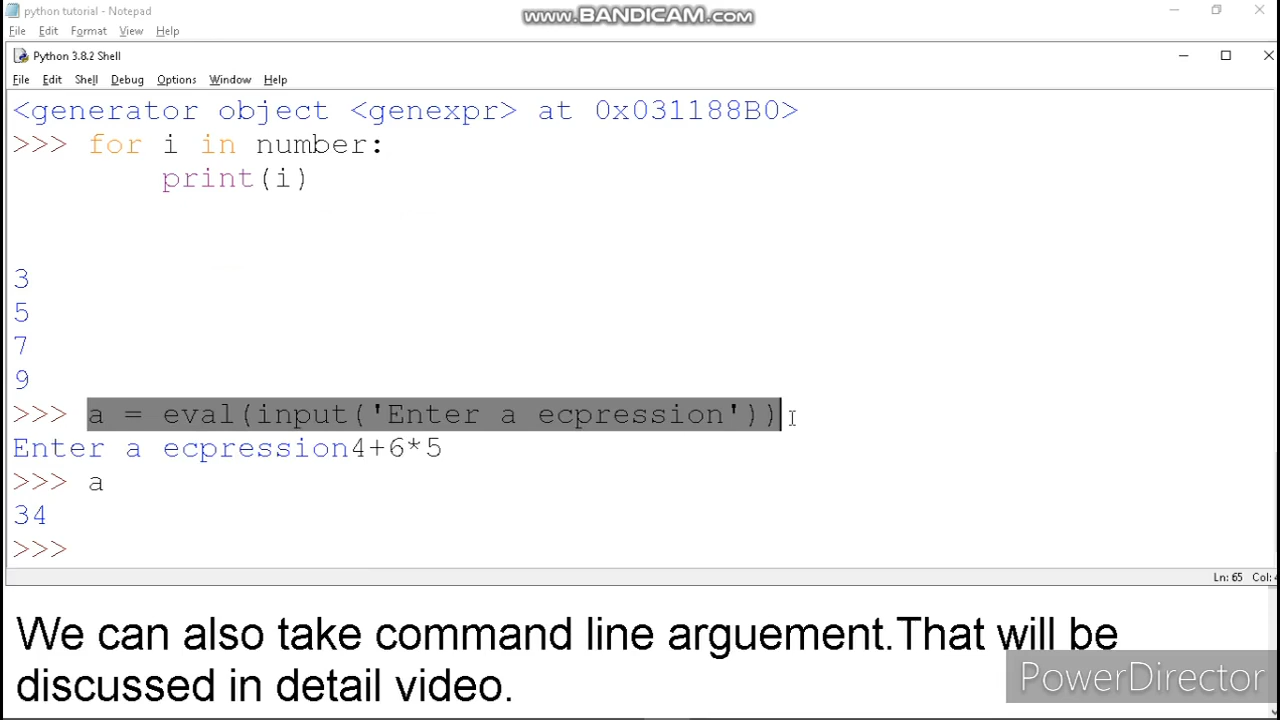 python tutorial - Notepad
www.BANDICAM.com
File Edit Format View Help
Python 3.8.2 Shell
File Edit Shell Debug Options Window Help
<generator object <genexpr> at 0x031188B0>
>>> for i in number:
print(i)
3
5
7
9
>>> a = eval(input('Enter a ecpression'))
Enter a ecpression4+6*5
>>> a
34
>>>
Ln: 65 Col: 4
We can also take command line arguement.That will be
discussed in detail video.
PowerDirector